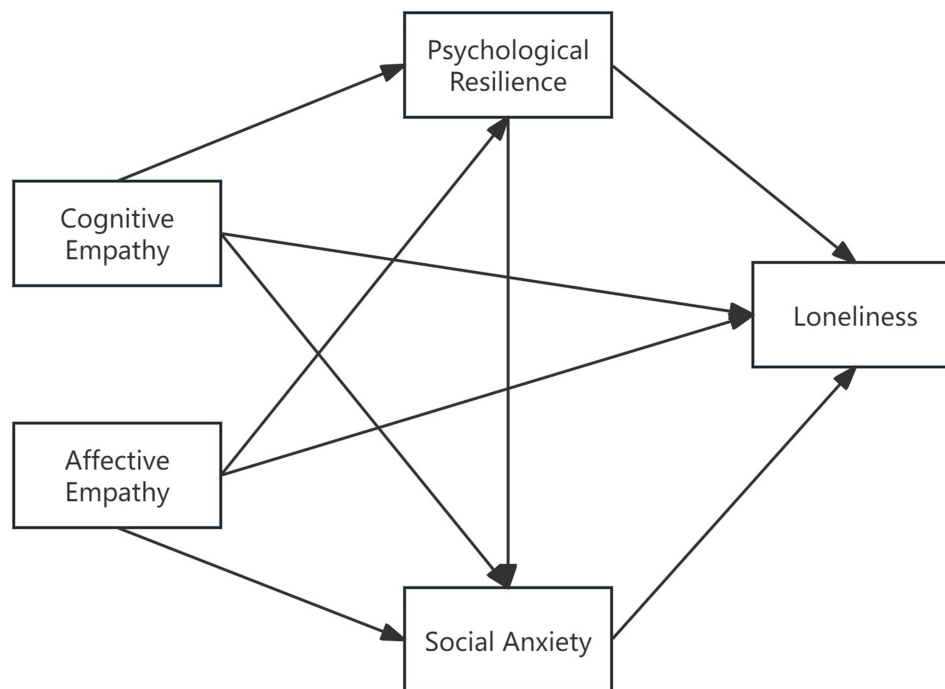 Psychological
Resilience
Cognitive
Empathy
Loneliness
Affective
Empathy
Social Anxiety